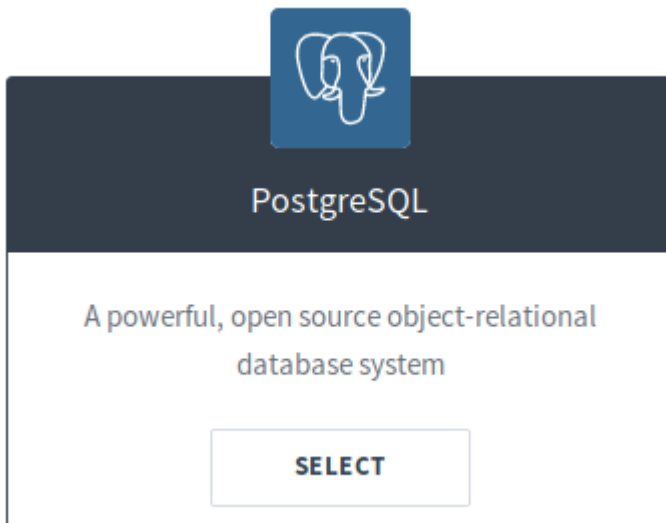 PostgreSQL
A powerful, open source object-relational
database system
SELECT